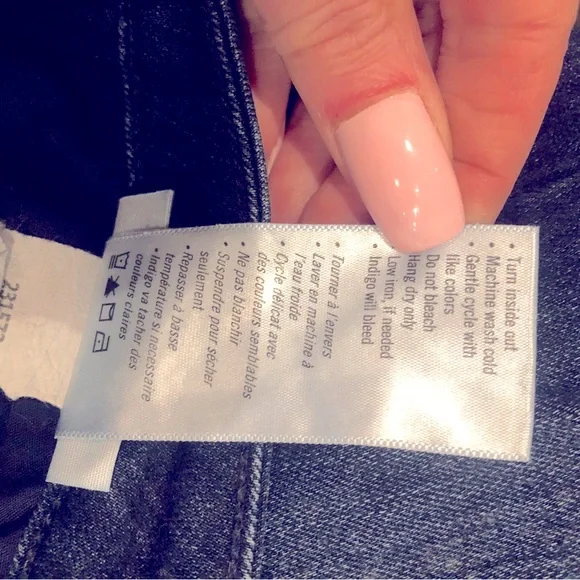 • Turn inside out
• Machine wash cold
• Gentle cycle with
like colors
Do not bleach
Hang dry only
Low iron, if needed
• Indigo will bleed
• Tourne à l'envers
• Laver en machine à
l'eau froide
• Cycle délicat avec
des couleurs semblables
• Ne pas blanchir
• Suspendre pour sécher
seulement
• Repasser à basse
température si nécessaire
• Indigo va tacher des
couleurs claires